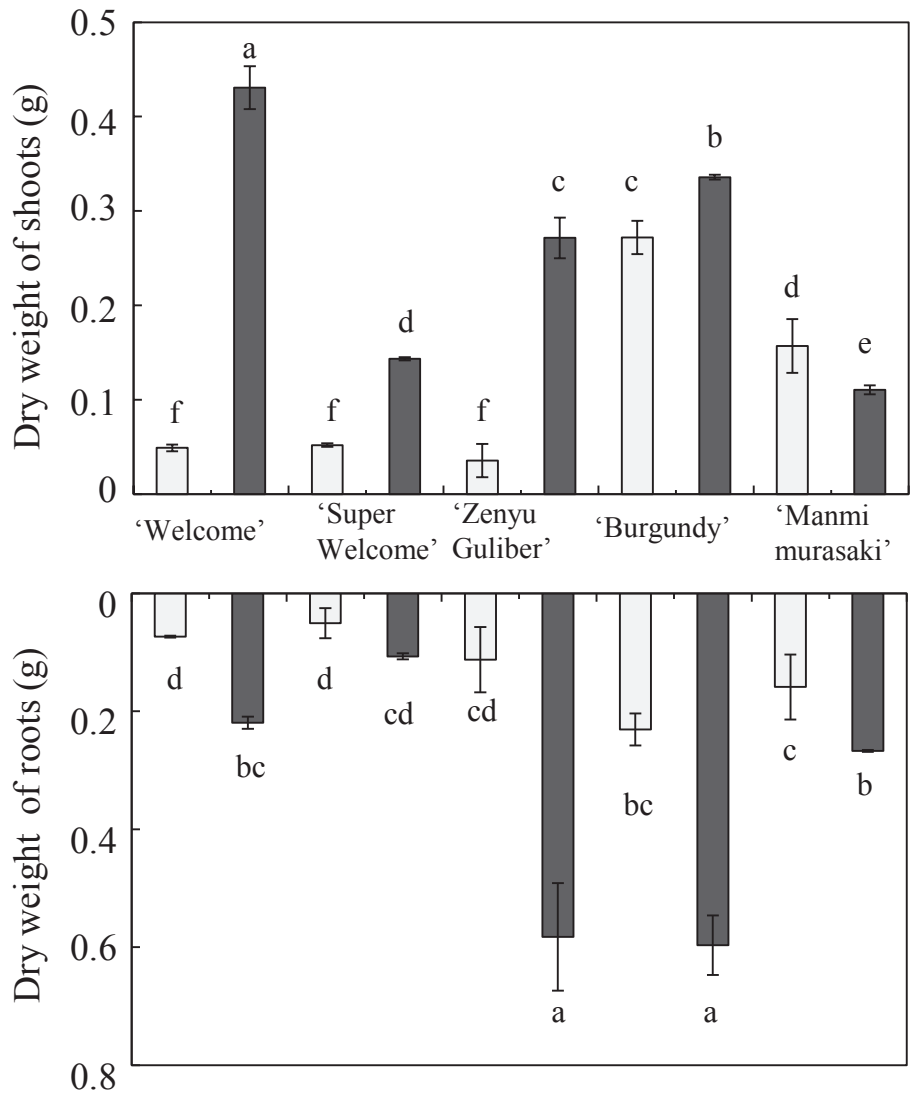 Dry weight of shoots (g)
0.5
0.4
0.3
0.2
0.1
0
a
b
c
c
d
d
e
f
f
f
‘Welcome’
‘Super
Welcome’
‘Zenyu
Guliber’
‘Burgundy’
‘Manmi
murasaki’
Dry weight of roots (g)
0
0.2
0.4
0.6
0.8
d
bc
d
cd
cd
a
bc
a
c
b